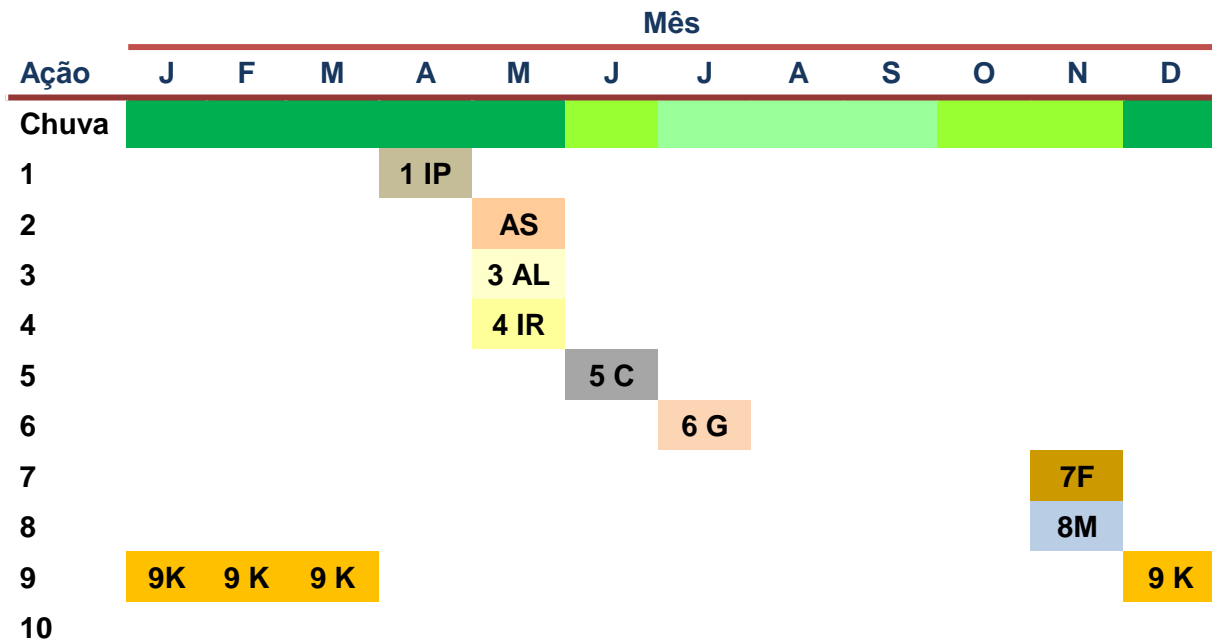 Mês
Ação J F M A M J J A S O N D
Chuva
1 1 IP
2 AS
3 3 AL
4 4 IR
5 5 C
6 6 G
7 7F
8 8M
9 9K 9 K 9 K 9 K
10